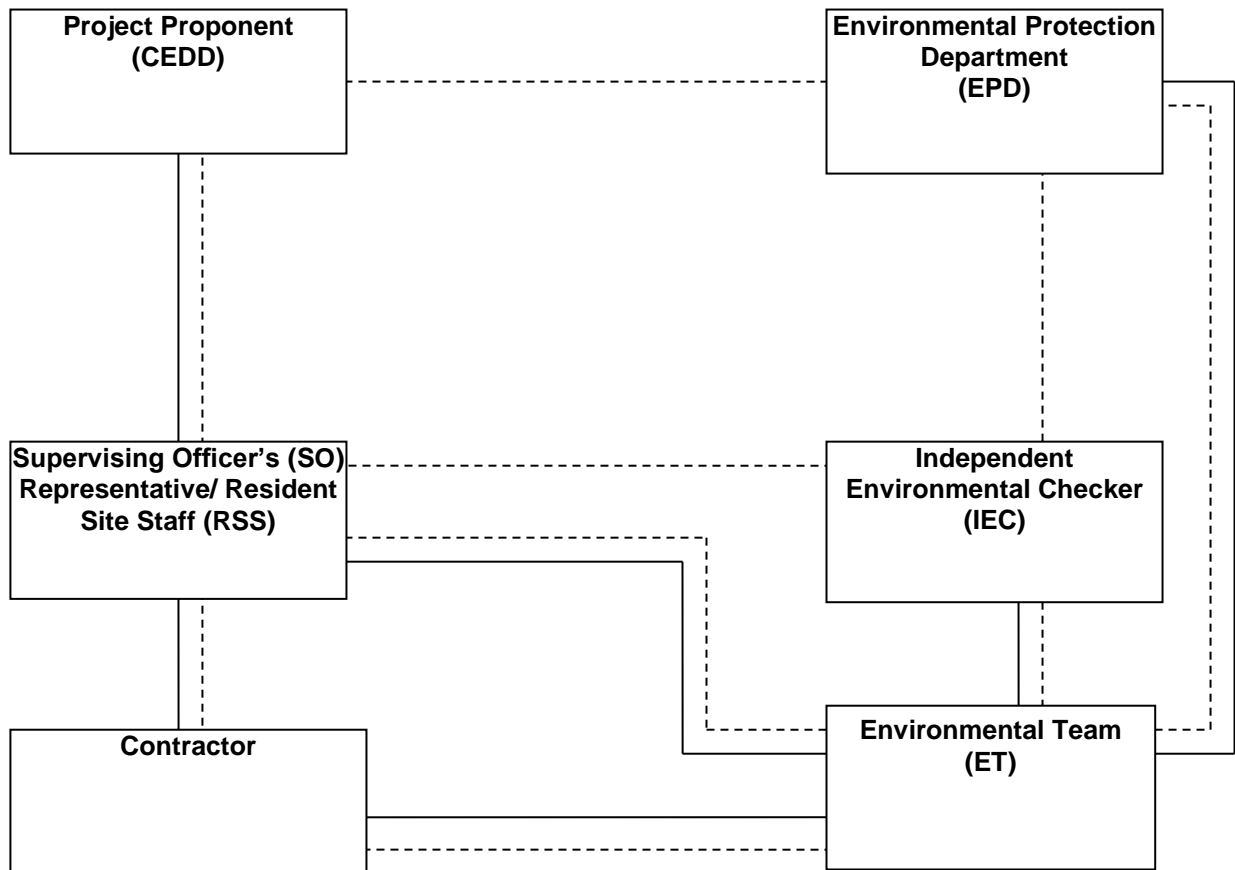 Project Proponent
(CEDD)
Environmental Protection
Department
(EPD)
Supervising Officer's (SO)
Representative/ Resident
Site Staff (RSS)
Independent
Environmental Checker
(IEC)
Contractor
Environmental Team
(ET)